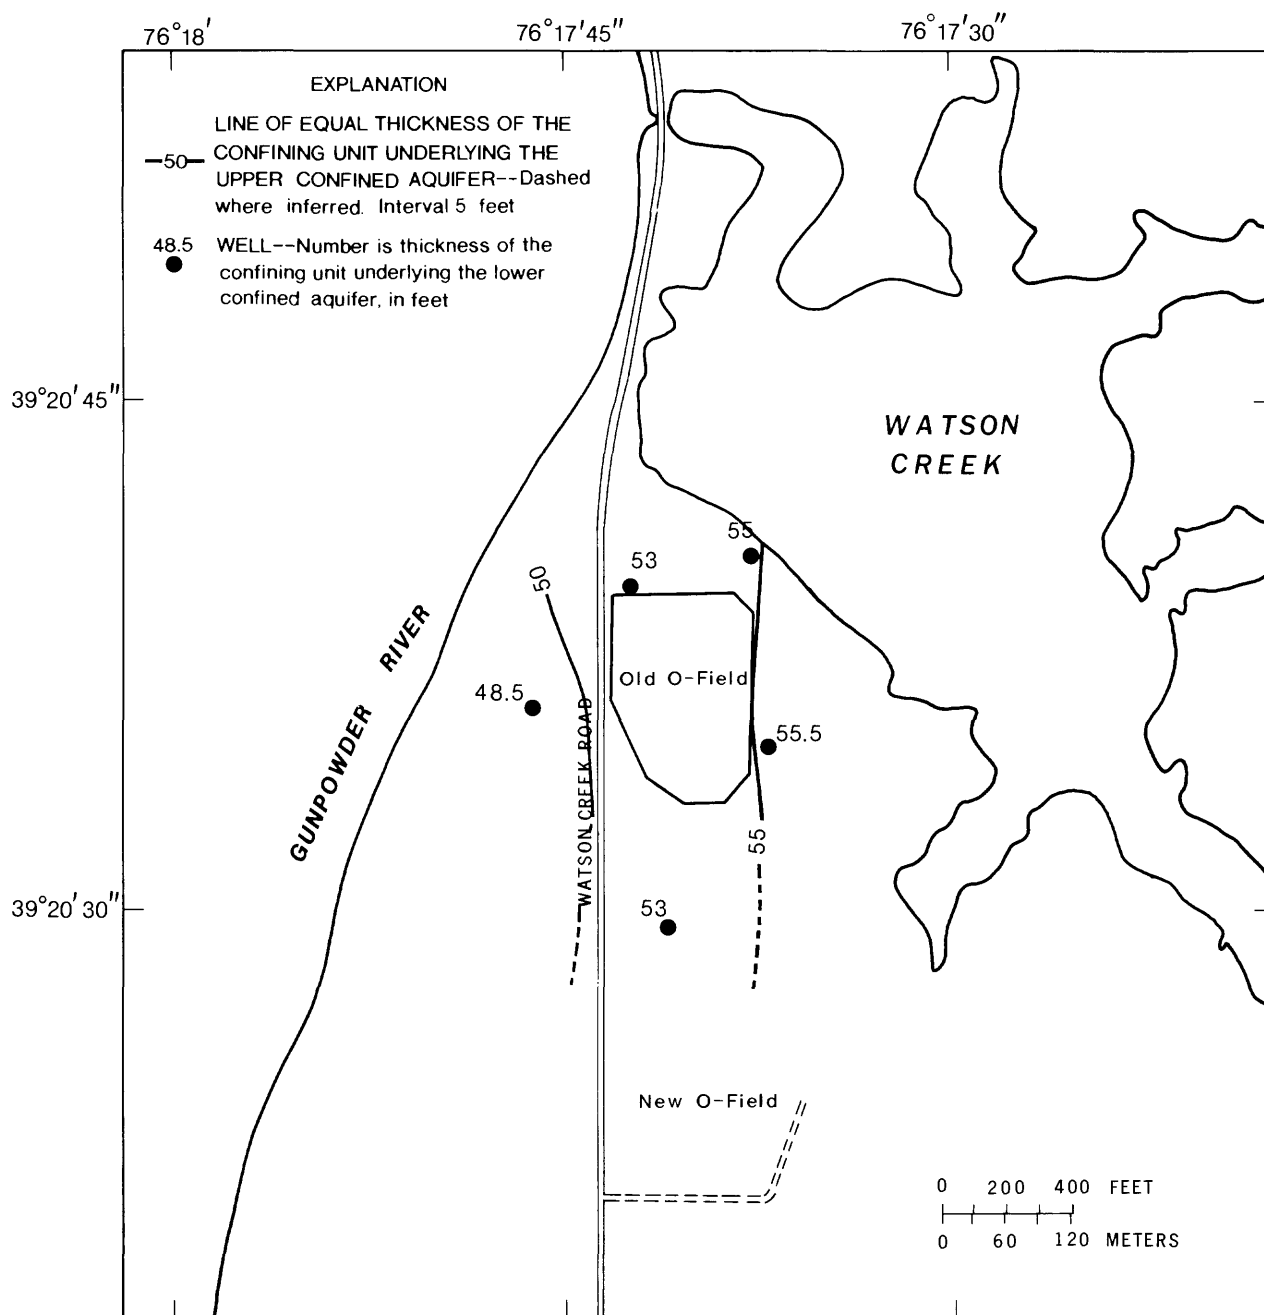 76°18'
76°17'45"
76°17'30"
EXPLANATION
LINE OF EQUAL THICKNESS OF THE
—50— CONFINING UNIT UNDERLYING THE
UPPER CONFINED AQUIFER--Dashed
where inferred. Interval 5 feet
48.5 WELL--Number is thickness of the
confining unit underlying the lower
confined aquifer, in feet
39°20'45"
WATSON
CREEK
55
53
50
GUNPOWDER RIVER
Old O-Field
48.5
WATSON CREEK ROAD
55.5
55
39°20'30"
53
New O-Field
0 200 400 FEET
0 60 120 METERS